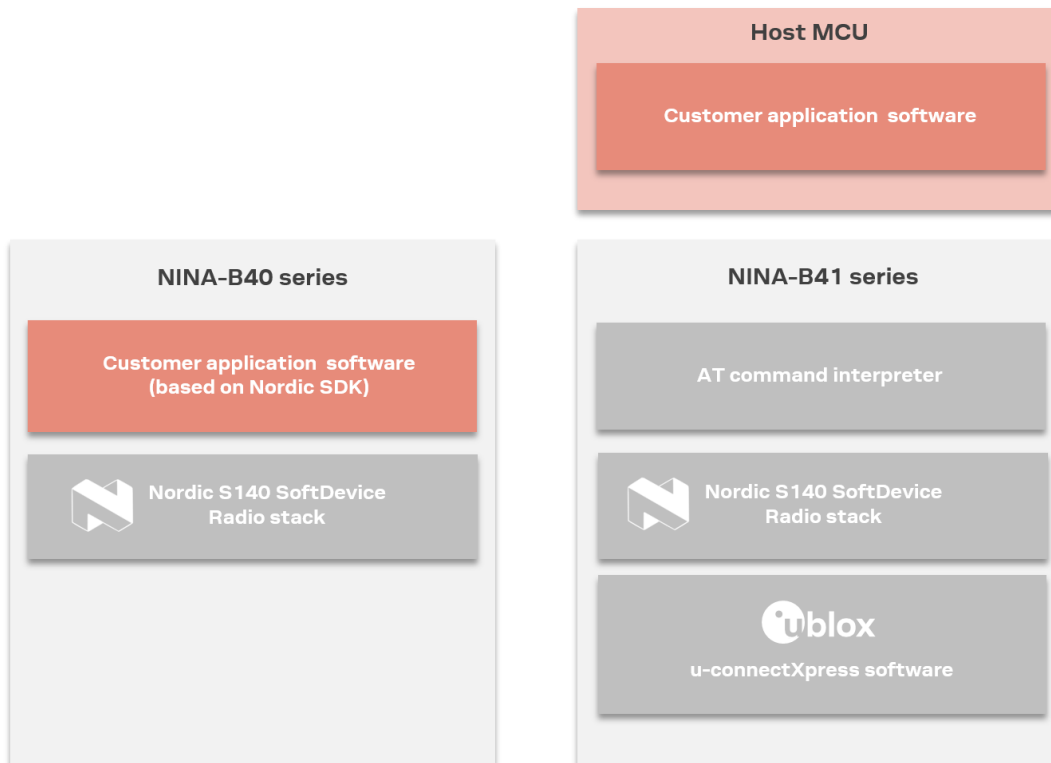 Host MCU
Customer application software
NINA-B40 series
Customer application software
(based on Nordic SDK)
Nordic S140 SoftDevice
Radio stack
NINA-B41 series
AT command interpreter
Nordic S140 SoftDevice
Radio stack
ublox
u-connectXpress software